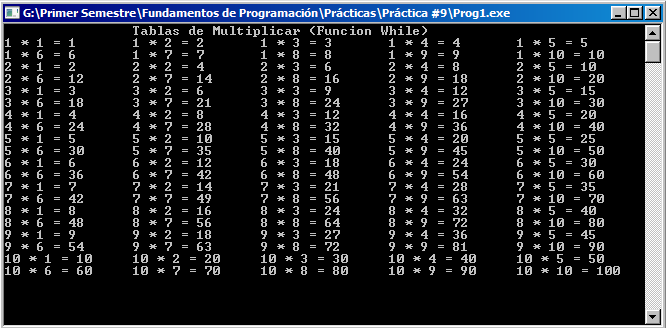 G:\Primer Semestre\Fundamentos de Programación\Prácticas\Práctica #9\Prog1.exe
Tablas de Multiplicar (Funcion While)
1 * 1 = 1 1 * 2 = 2 1 * 3 = 3 1 * 4 = 4 1 * 5 = 5
1 * 6 = 6 1 * 7 = 7 1 * 8 = 8 1 * 9 = 9 1 * 10 = 10
2 * 1 = 2 2 * 2 = 4 2 * 3 = 6 2 * 4 = 8 2 * 5 = 10
2 * 6 = 12 2 * 7 = 14 2 * 8 = 16 2 * 9 = 18 2 * 10 = 20
3 * 1 = 3 3 * 2 = 6 3 * 3 = 9 3 * 4 = 12 3 * 5 = 15
3 * 6 = 18 3 * 7 = 21 3 * 8 = 24 3 * 9 = 27 3 * 10 = 30
4 * 1 = 4 4 * 2 = 8 4 * 3 = 12 4 * 4 = 16 4 * 5 = 20
4 * 6 = 24 4 * 7 = 28 4 * 8 = 32 4 * 9 = 36 4 * 10 = 40
5 * 1 = 5 5 * 2 = 10 5 * 3 = 15 5 * 4 = 20 5 * 5 = 25
5 * 6 = 30 5 * 7 = 35 5 * 8 = 40 5 * 9 = 45 5 * 10 = 50
6 * 1 = 6 6 * 2 = 12 6 * 3 = 18 6 * 4 = 24 6 * 5 = 30
6 * 6 = 36 6 * 7 = 42 6 * 8 = 48 6 * 9 = 54 6 * 10 = 60
7 * 1 = 7 7 * 2 = 14 7 * 3 = 21 7 * 4 = 28 7 * 5 = 35
7 * 6 = 42 7 * 7 = 49 7 * 8 = 56 7 * 9 = 63 7 * 10 = 70
8 * 1 = 8 8 * 2 = 16 8 * 3 = 24 8 * 4 = 32 8 * 5 = 40
8 * 6 = 48 8 * 7 = 56 8 * 8 = 64 8 * 9 = 72 8 * 10 = 80
9 * 1 = 9 9 * 2 = 18 9 * 3 = 27 9 * 4 = 36 9 * 5 = 45
9 * 6 = 54 9 * 7 = 63 9 * 8 = 72 9 * 9 = 81 9 * 10 = 90
10 * 1 = 10 10 * 2 = 20 10 * 3 = 30 10 * 4 = 40 10 * 5 = 50
10 * 6 = 60 10 * 7 = 70 10 * 8 = 80 10 * 9 = 90 10 * 10 = 100